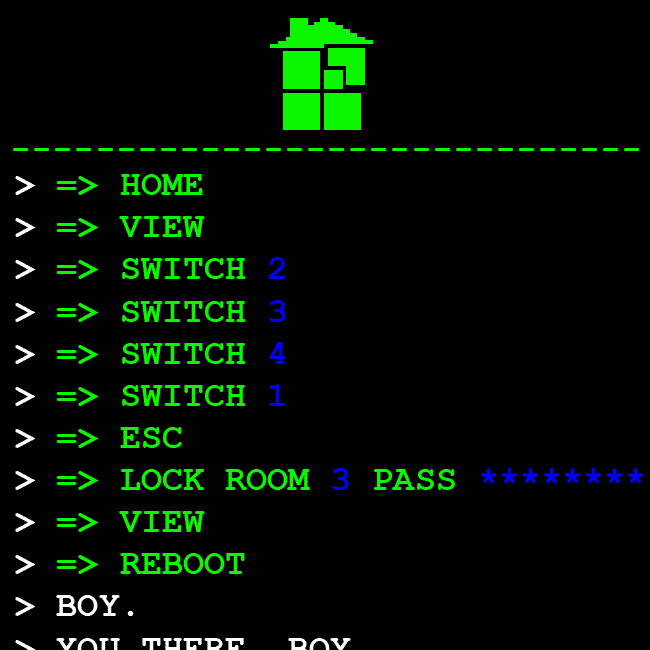 > => HOME
> => VIEW
> => SWITCH 2
> => SWITCH 3
> => SWITCH 4
> => SWITCH 1
> => ESC
> => LOCK ROOM 3 PASS ********
> => VIEW
> => REBOOT
> BOY.
> YOU THERE. BOY